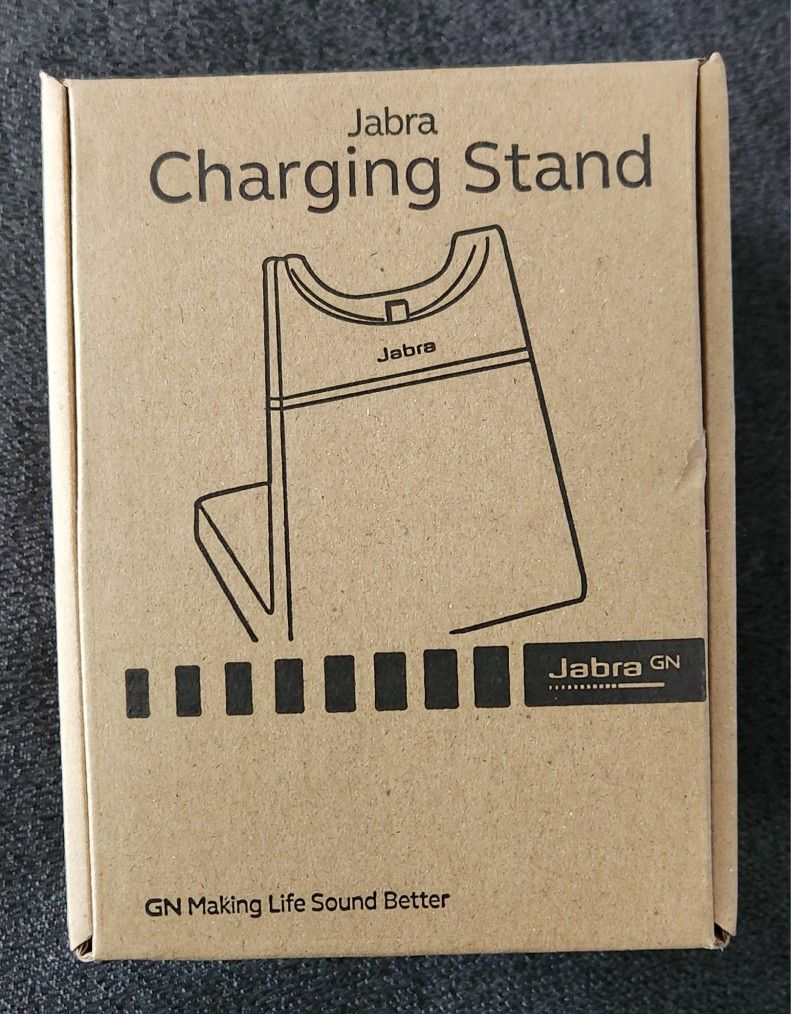 Jabra
Charging Stand
Jabra
Jabra GN
GN Making Life Sound Better